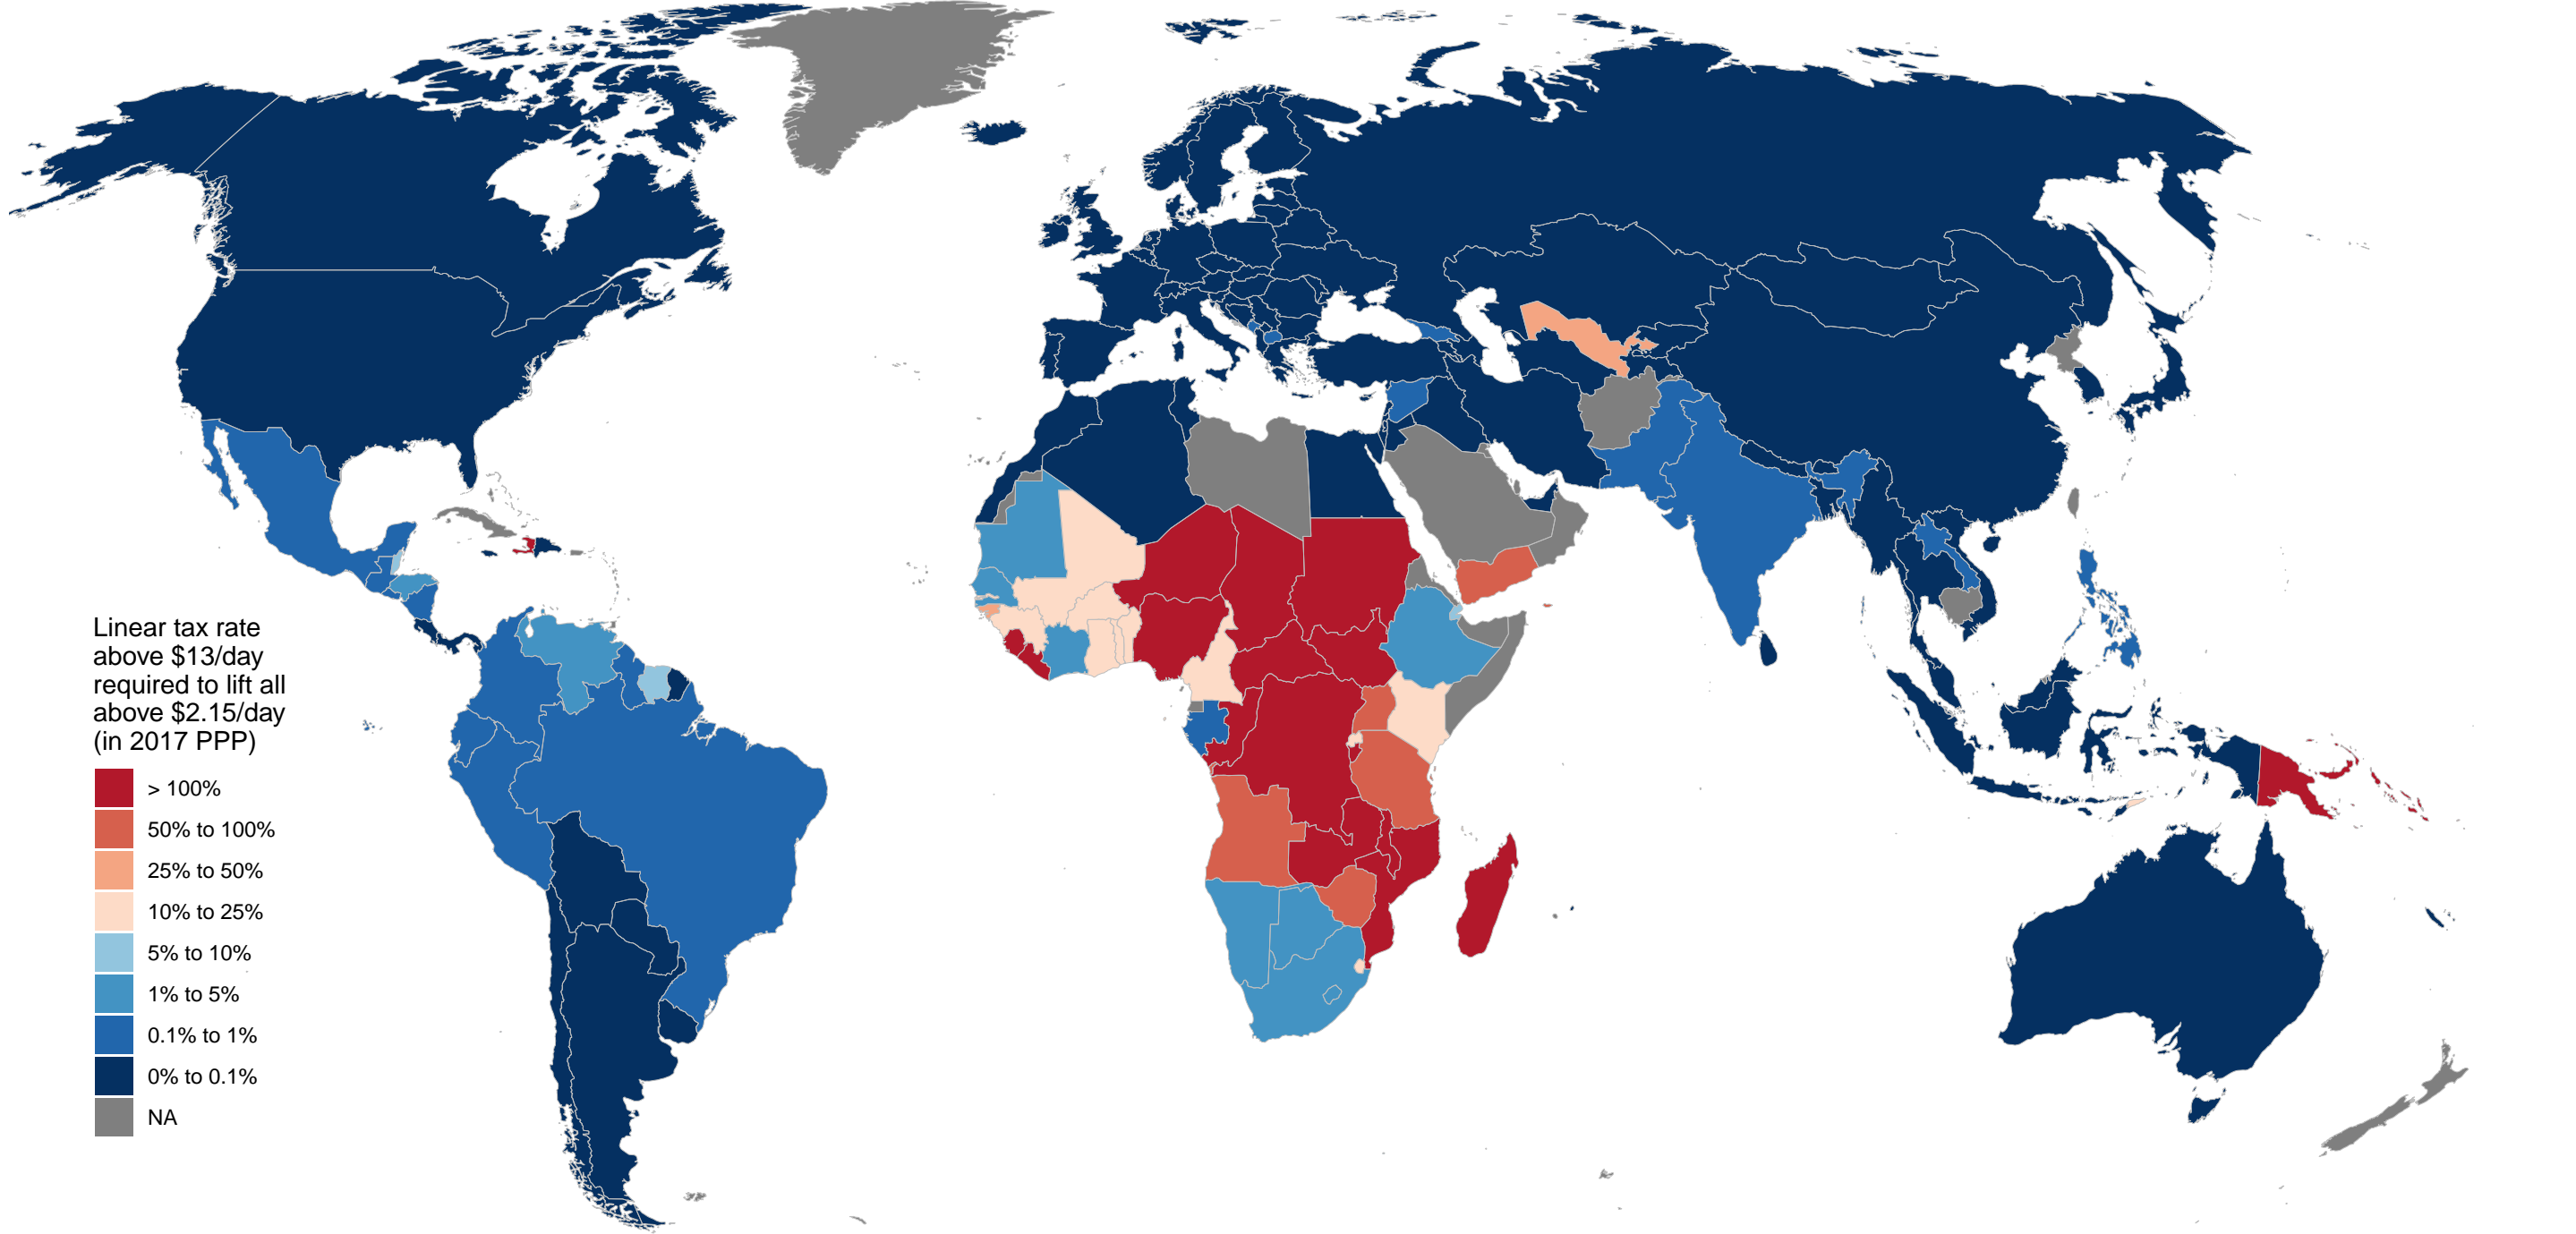 Linear tax rate
above $13/day
required to lift all
above $2.15/day
(in 2017 PPP)
> 100%
50% to 100%
25% to 50%
10% to 25%
5% to 10%
1% to 5%
0.1% to 1%
0% to 0.1%
NA